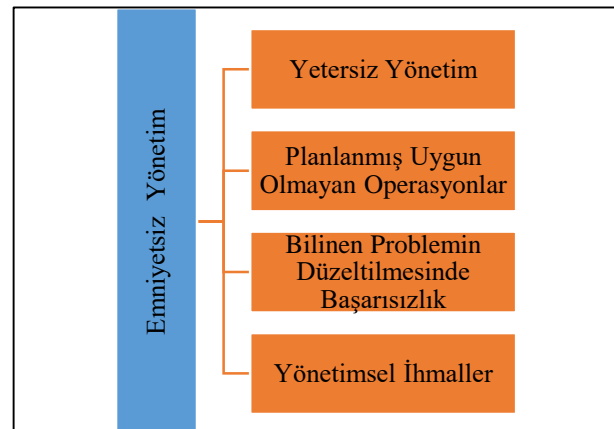 Emniyetsiz Yönetim
Yetersiz Yönetim
Planlanmış Uygun
Olmayan Operasyonlar
Bilinen Problemin
Düzeltilmesinde
Başarısızlık
Yönetimsel İhmaller